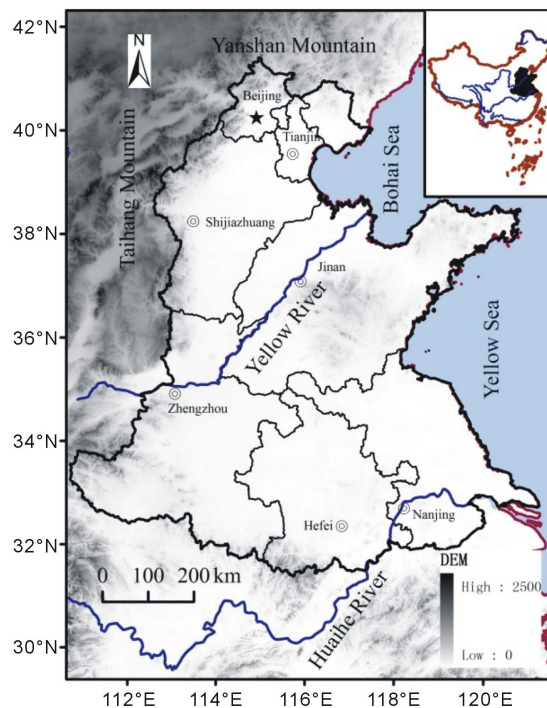 42°N
40°N
38°N
36°N
34°N
32°N
30°N
N
Yanshan Mountain
Beijing
Tianjin
Taihang Mountain
Bohai Sea
Shijiazhuang
Jinan
Yellow River
Yellow Sea
Zhengzhou
Nanjing
Hefei
Huaihe River
0 100 200 km
DEM
High : 2500
Low : 0
112°E 114°E 116°E 118°E 120°E